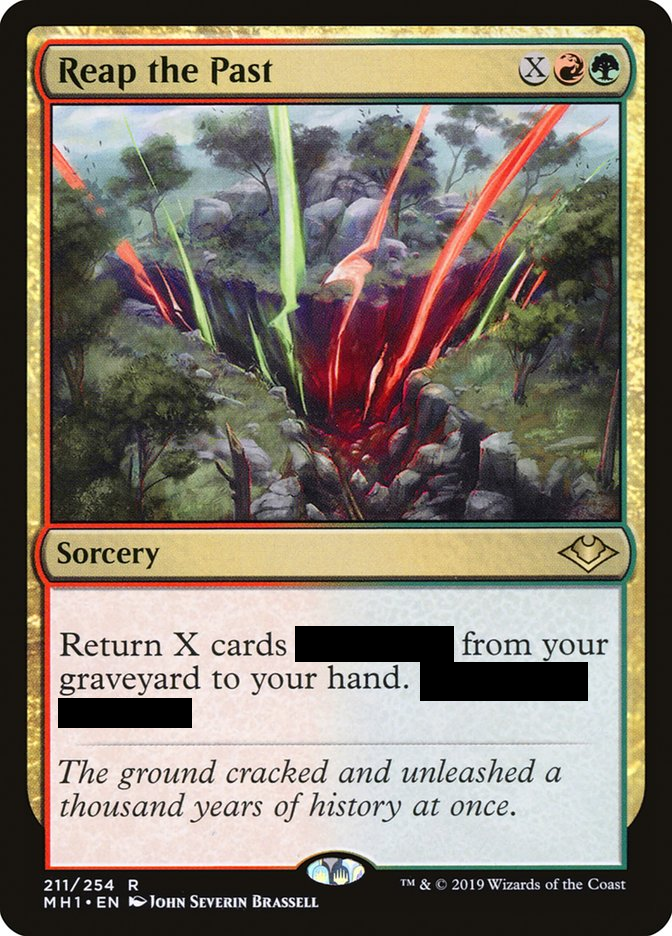 Reap the Past X
Sorcery
Return X cards from your
graveyard to your hand.
The ground cracked and unleashed a
thousand years of history at once.
211/254 R
MH1 • EN John Severin Brassell
™ & © 2019 Wizards of the Coast